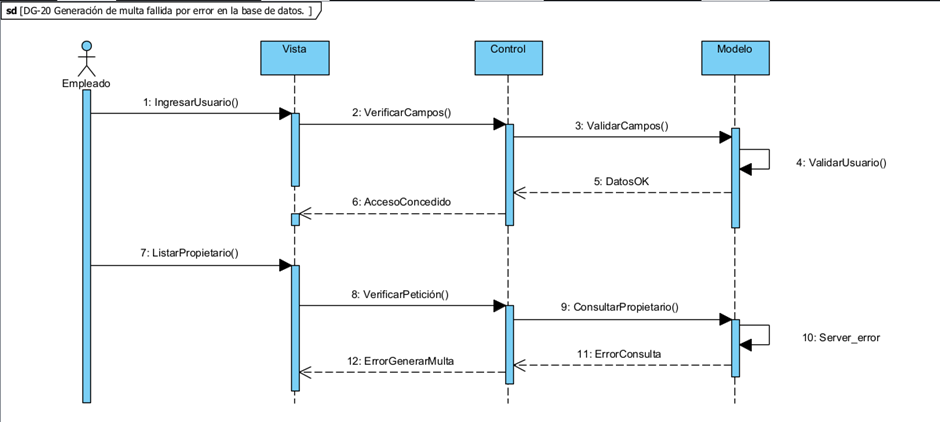 sd [DG-20 Generación de multa fallida por error en la base de datos. ]
Vista
Control
Modelo
Empleado
1: IngresarUsuario()
2: VerificarCampos()
3: ValidarCampos()
4: ValidarUsuario()
5: DatosOK
6: AccesoConcedido
7: ListarPropietario()
8: VerificarPetición()
9: ConsultarPropietario()
10: Server_error
11: ErrorConsulta
12: ErrorGenerarMulta